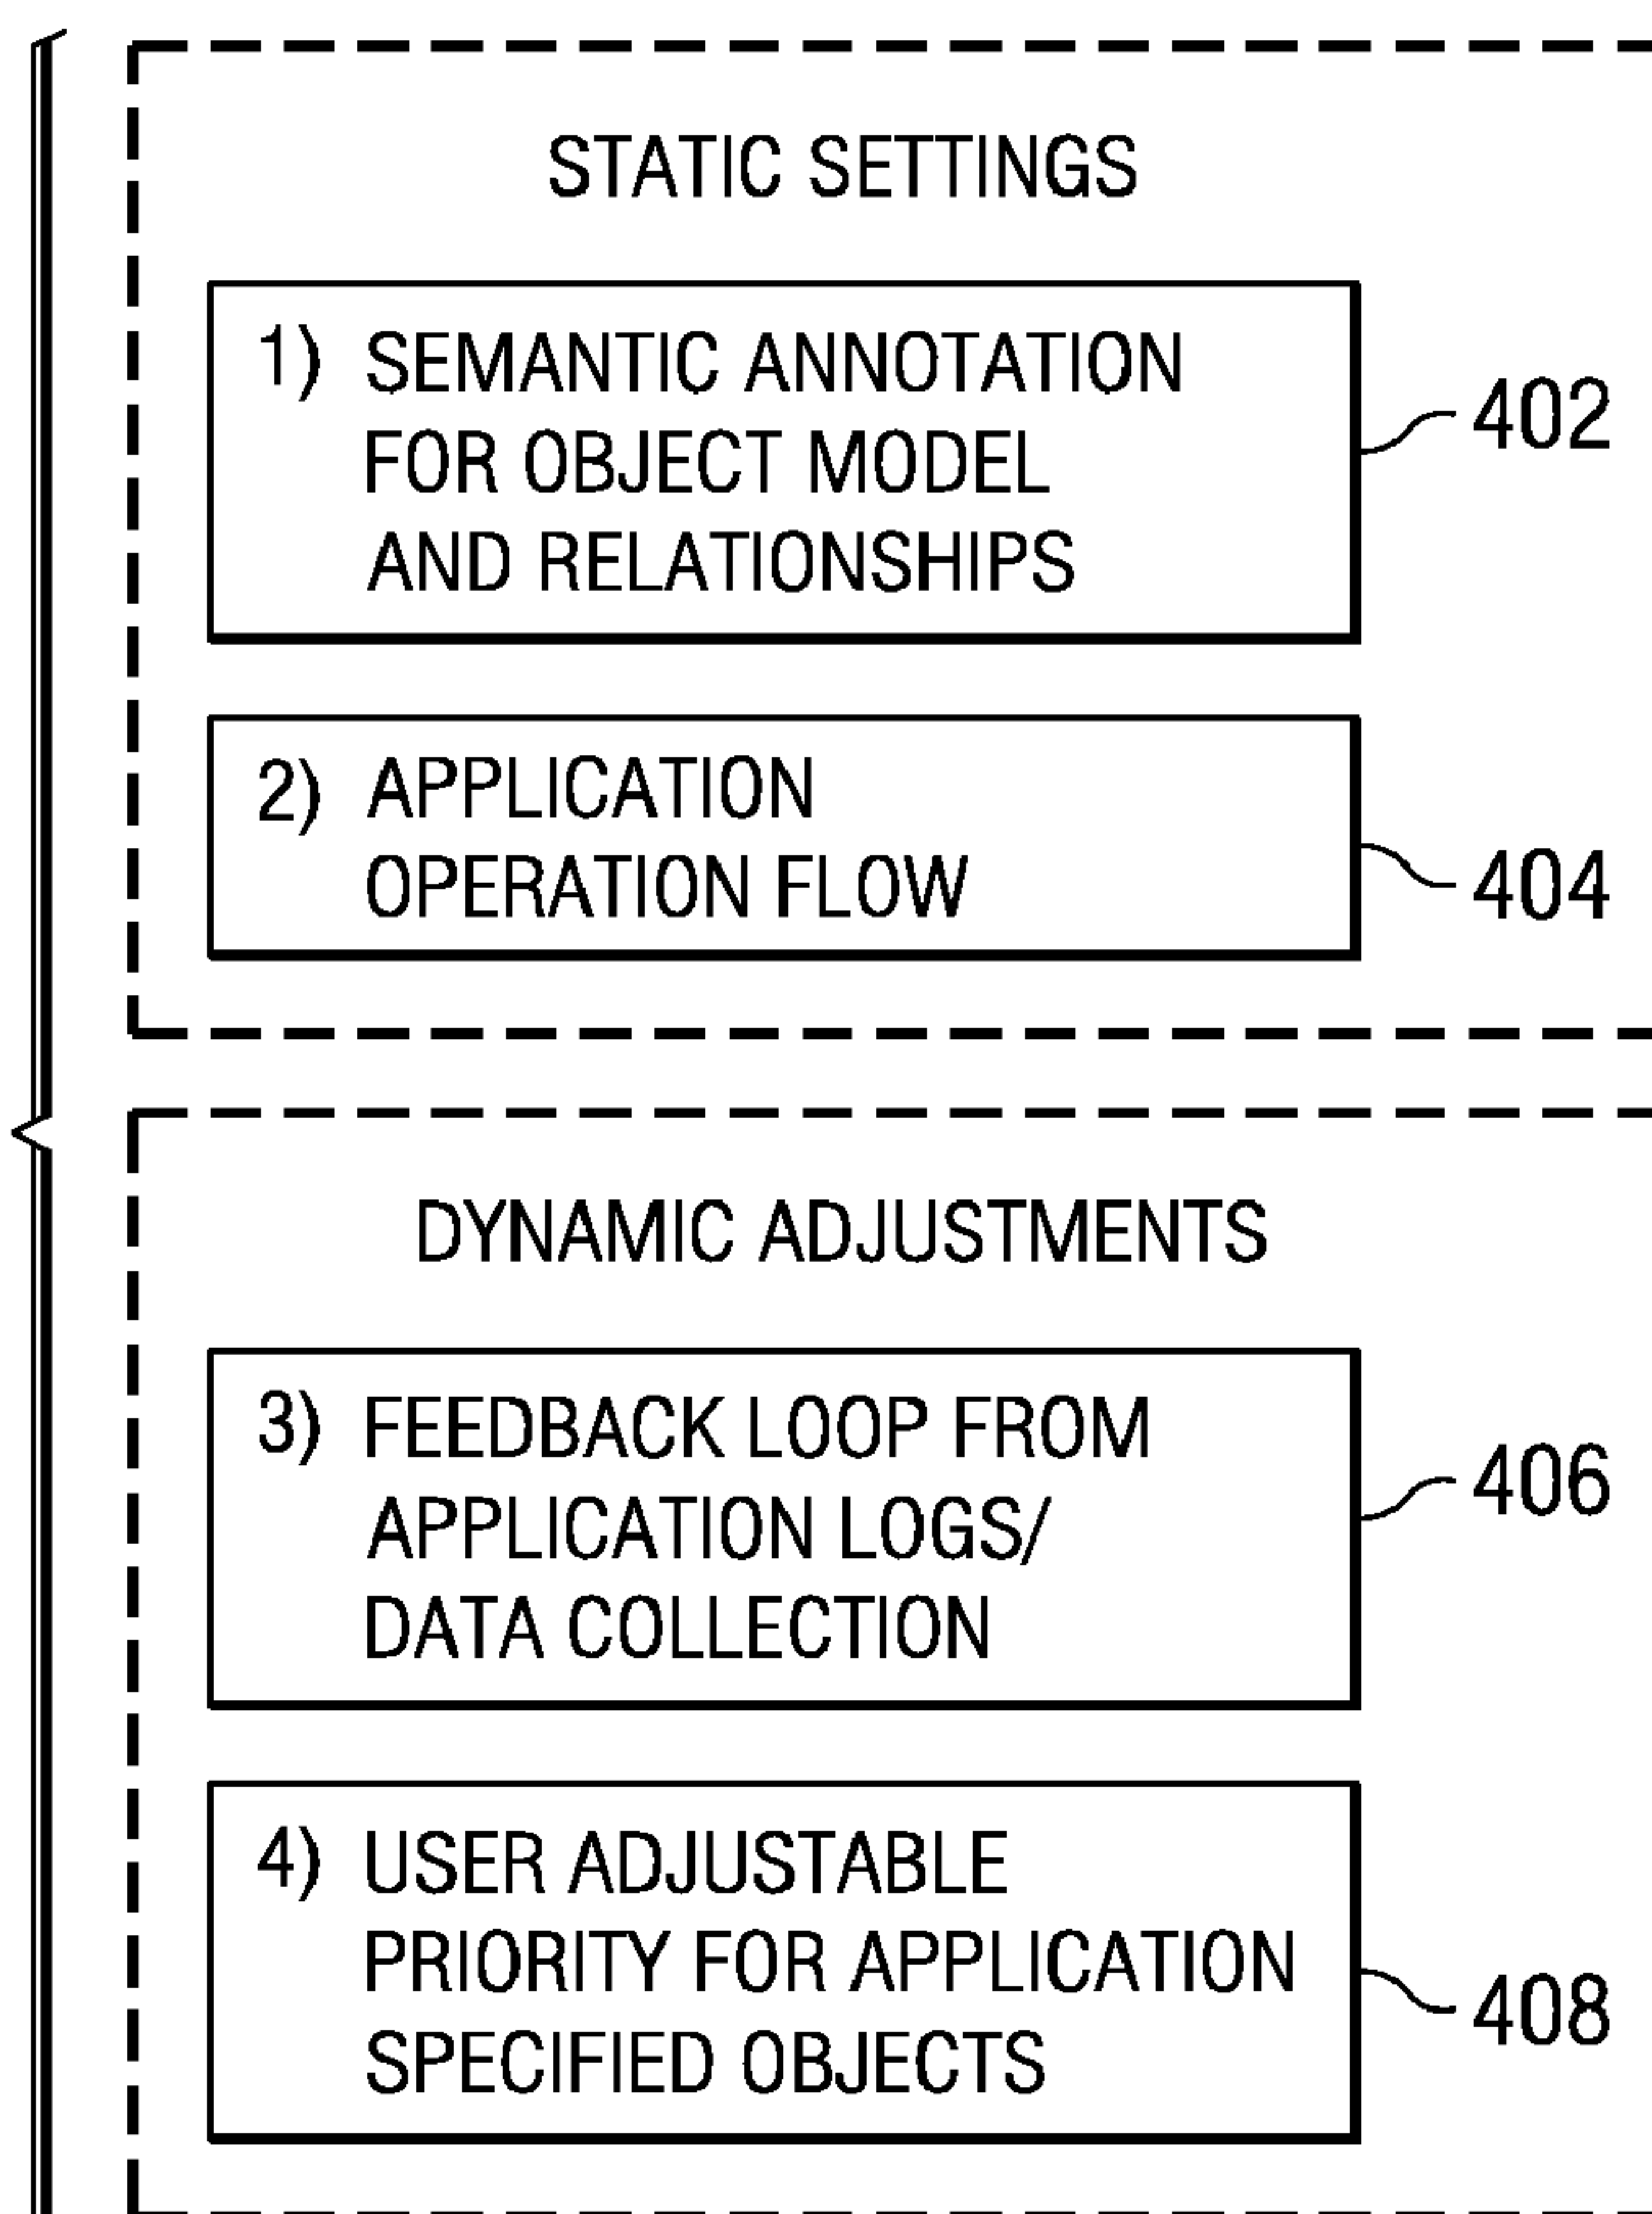 STATIC SETTINGS
1) SEMANTIC ANNOTATION
FOR OBJECT MODEL
AND RELATIONSHIPS
402
2) APPLICATION
OPERATION FLOW
404
DYNAMIC ADJUSTMENTS
3) FEEDBACK LOOP FROM
APPLICATION LOGS/
DATA COLLECTION
406
4) USER ADJUSTABLE
PRIORITY FOR APPLICATION
SPECIFIED OBJECTS
408